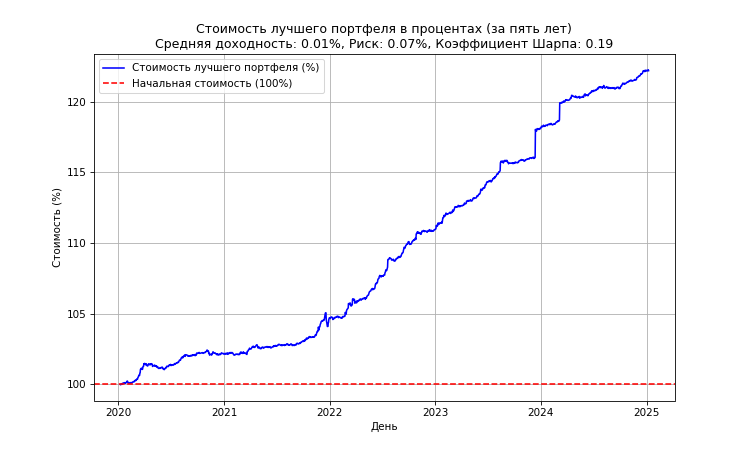 Стоимость лучшего портфеля в процентах (за пять лет)
Средняя доходность: 0.01%, Риск: 0.07%, Коэффициент Шарпа: 0.19
Стоимость лучшего портфеля (%)
Начальная стоимость (100%)
Стоимость (%)
120
115
110
105
100
2020 2021 2022 2023 2024 2025
День